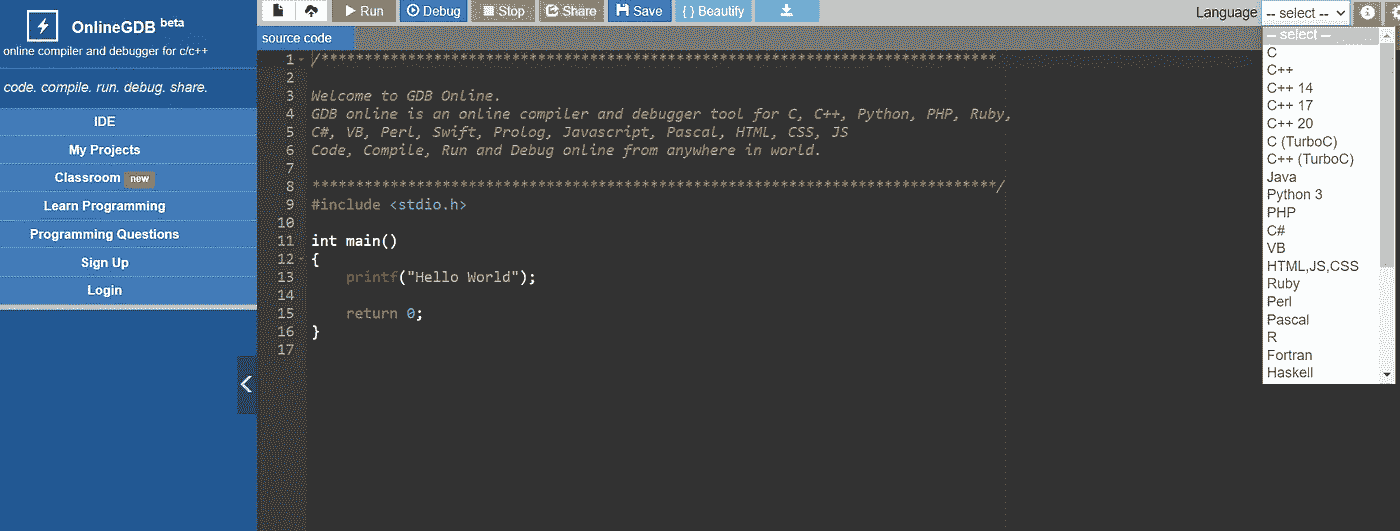 OnlineGDB beta
online compiler and debugger for c/c++
code. compile. run. debug. share.
IDE
My Projects
Classroom new
Learn Programming
Programming Questions
Sign Up
Login
Run Debug Stop Share Save { } Beautify
Language -- select --
source code
1 /******************************************************************************
2
3 Welcome to GDB Online.
4 GDB online is an online compiler and debugger tool for C, C++, Python, PHP, Ruby,
5 C#, VB, Perl, Swift, Prolog, Javascript, Pascal, HTML, CSS, JS
6 Code, Compile, Run and Debug online from anywhere in world.
7
8 *******************************************************************************/
9 #include <stdio.h>
10
11 int main()
12 {
13     printf("Hello World");
14
15     return 0;
16 }
17
-- select --
C
C++
C++ 14
C++ 17
C++ 20
C (TurboC)
C++ (TurboC)
Java
Python 3
PHP
C#
VB
HTML,JS,CSS
Ruby
Perl
Pascal
R
Fortran
Haskell